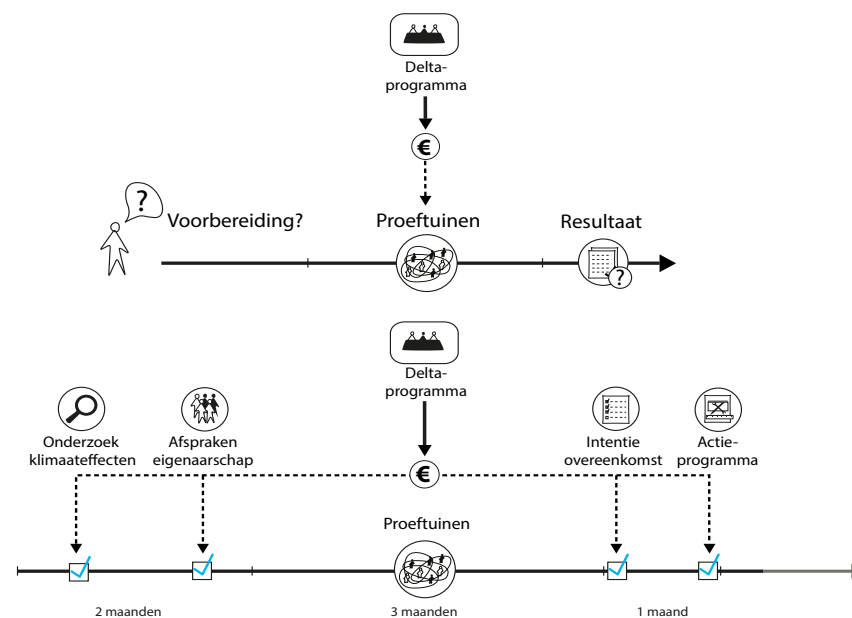 Delta-
programma
€
?
Voorbereiding?
Proeftuinen
Resultaat
?
Delta-
programma
Onderzoek
klimaateffecten
Afspraken
eigenaarschap
€
Intentie
overeenkomst
Actie-
programma
Proeftuinen
2 maanden
3 maanden
1 maand